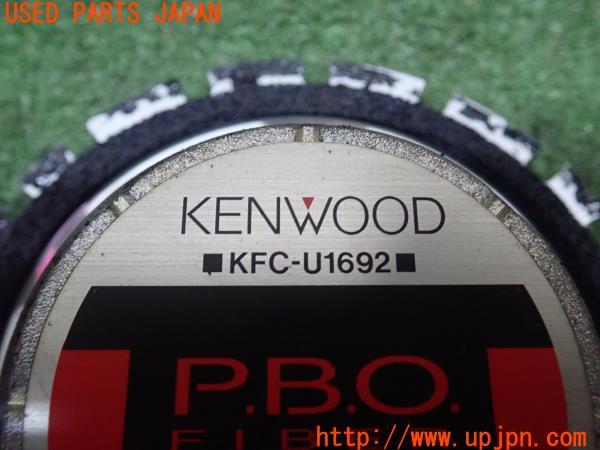 USED PARTS JAPAN
KENWOOD
■KFC-U1692■
P.B.O.
http://www.upjpn.com